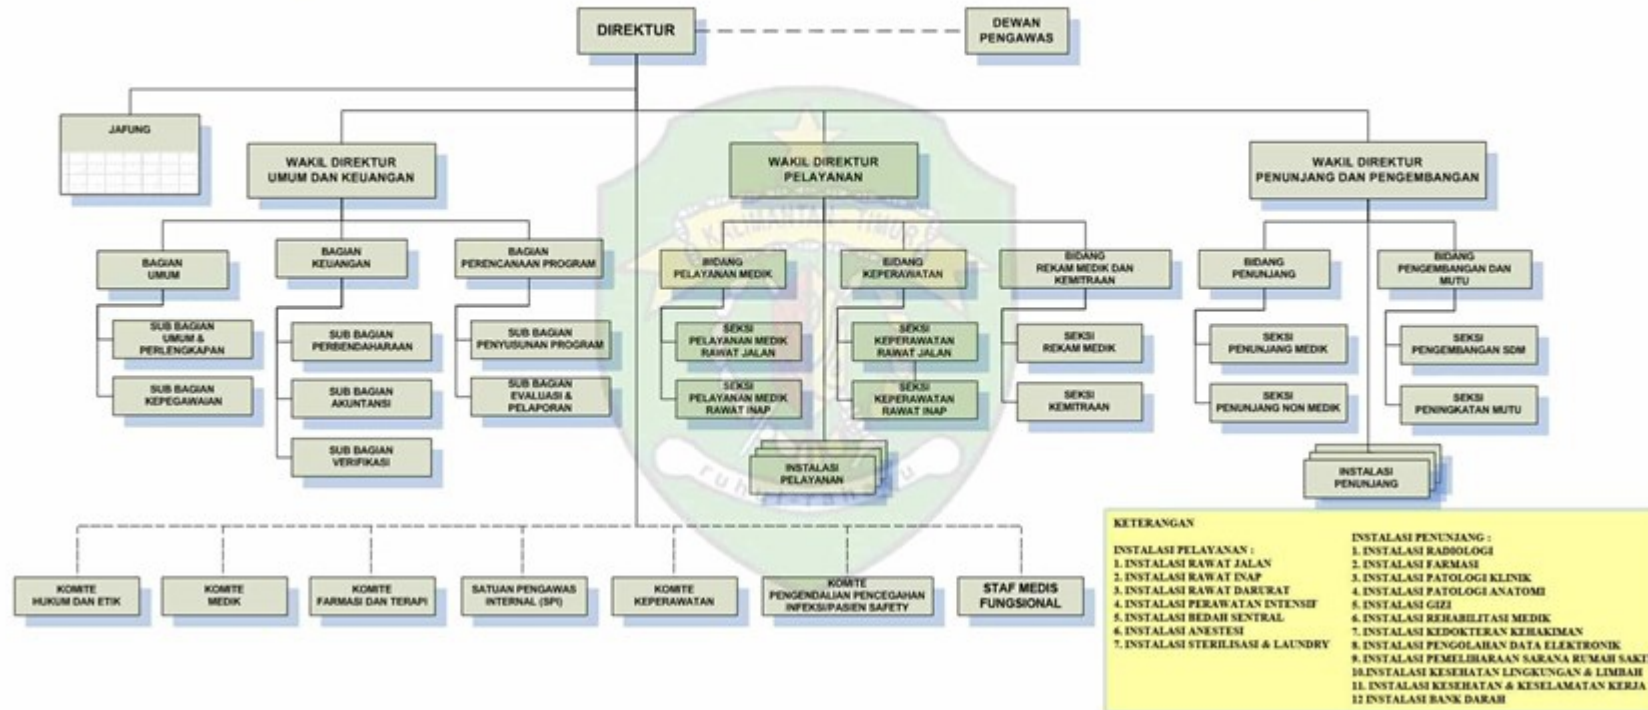 DIREKTUR
DEWAN
PENGAWAS
JAFUNG
WAKIL DIREKTUR
UMUM DAN KEUANGAN
WAKIL DIREKTUR
PELAYANAN
WAKIL DIREKTUR
PENUNJANG DAN PENGEMBANGAN
KALIMANTAN - TIMUR
BAGIAN
UMUM
BAGIAN
KEUANGAN
BAGIAN
PERENCANAAN PROGRAM
BIDANG
PELAYANAN MEDIK
BIDANG
KEPERAWATAN
BIDANG
REKAM MEDIK DAN
KEMITRAAN
BIDANG
PENUNJANG
BIDANG
PENGEMBANGAN DAN
MUTU
SUB BAGIAN
UMUM &
PERLENGKAPAN
SUB BAGIAN
PERBENDAHARAAN
SUB BAGIAN
PENYUSUNAN PROGRAM
SEKSI
PELAYANAN MEDIK
RAWAT JALAN
SEKSI
KEPERAWATAN
RAWAT JALAN
SEKSI
REKAM MEDIK
SEKSI
PENUNJANG MEDIK
SEKSI
PENGEMBANGAN SDM
SUB BAGIAN
KEPEGAWAIAN
SUB BAGIAN
AKUNTANSI
SUB BAGIAN
EVALUASI &
PELAPORAN
SEKSI
PELAYANAN MEDIK
RAWAT INAP
SEKSI
KEPERAWATAN
RAWAT INAP
SEKSI
KEMITRAAN
SEKSI
PENUNJANG NON MEDIK
SEKSI
PENINGKATAN MUTU
SUB BAGIAN
VERIFIKASI
INSTALASI
PELAYANAN
INSTALASI
PENUNJANG
KOMITE
HUKUM DAN ETIK
KOMITE
MEDIK
KOMITE
FARMASI DAN TERAPI
SATUAN PENGAWAS
INTERNAL (SPI)
KOMITE
KEPERAWATAN
KOMITE
PENGENDALIAN PENCEGAHAN
INFEKSI/PASIEN SAFETY
STAF MEDIS
FUNGSIONAL
KETERANGAN
INSTALASI PELAYANAN :
1. INSTALASI RAWAT JALAN
2. INSTALASI RAWAT INAP
3. INSTALASI RAWAT DARURAT
4. INSTALASI PERAWATAN INTENSIF
5. INSTALASI BEDAH SENTRAL
6. INSTALASI ANESTESI
7. INSTALASI STERILISASI & LAUNDRY
INSTALASI PENUNJANG :
1. INSTALASI RADIOLOGI
2. INSTALASI FARMASI
3. INSTALASI PATOLOGI KLINIK
4. INSTALASI PATOLOGI ANATOMI
5. INSTALASI GIZI
6. INSTALASI REHABILITASI MEDIK
7. INSTALASI KEDOKTERAN KEHAKIMAN
8. INSTALASI PENGOLAHAN DATA ELEKTRONIK
9. INSTALASI PEMELIHARAAN SARANA RUMAH SAKIT
10.INSTALASI KESEHATAN LINGKUNGAN & LIMBAH
11. INSTALASI KESEHATAN & KESELAMATAN KERJA
12 INSTALASI BANK DARAH